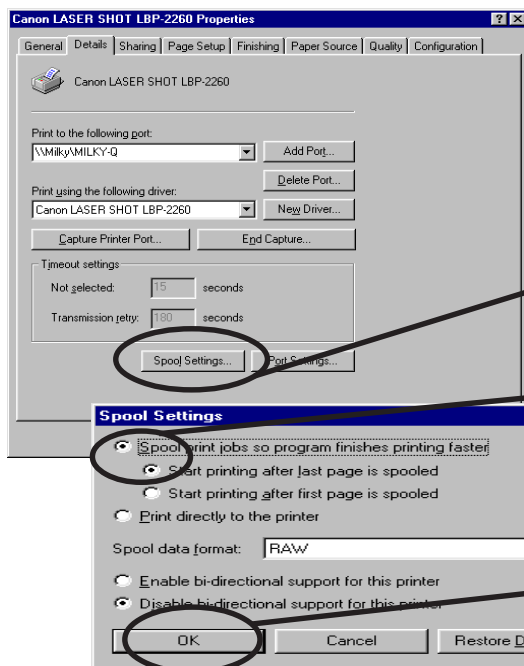 Canon LASER SHOT LBP-2260 Properties
General Details Sharing Page Setup Finishing Paper Source Quality Configuration
Canon LASER SHOT LBP-2260
Print to the following port:
\\Milky\MILKY-Q Add Port...
Delete Port...
Print using the following driver:
Canon LASER SHOT LBP-2260 New Driver...
Capture Printer Port... End Capture...
Timeout settings
Not selected: 15 seconds
Transmission retry: 180 seconds
Spool Settings... Port Settings...
Spool Settings
Spool print jobs so program finishes printing faster
Start printing after last page is spooled
Start printing after first page is spooled
Print directly to the printer
Spool data format: RAW
Enable bi-directional support for this printer
Disable bi-directional support for this printer
OK Cancel Restore D